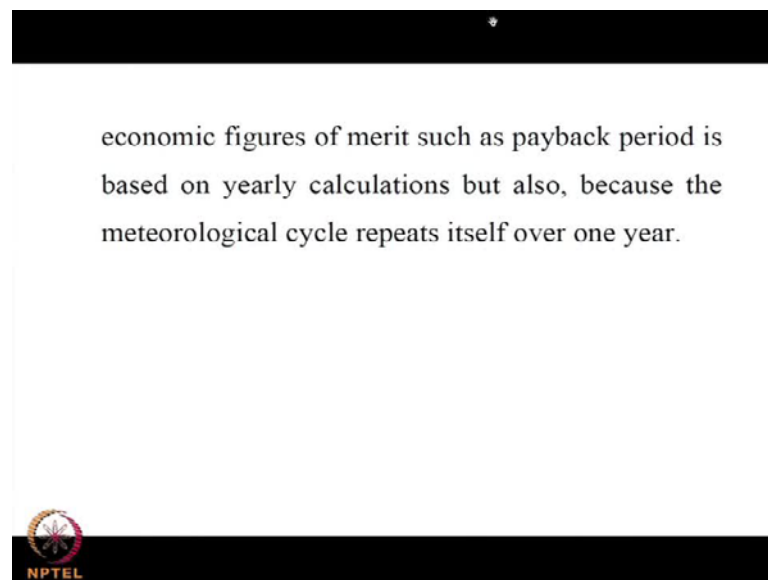 economic figures of merit such as payback period is
based on yearly calculations but also, because the
meteorological cycle repeats itself over one year.
NPTEL